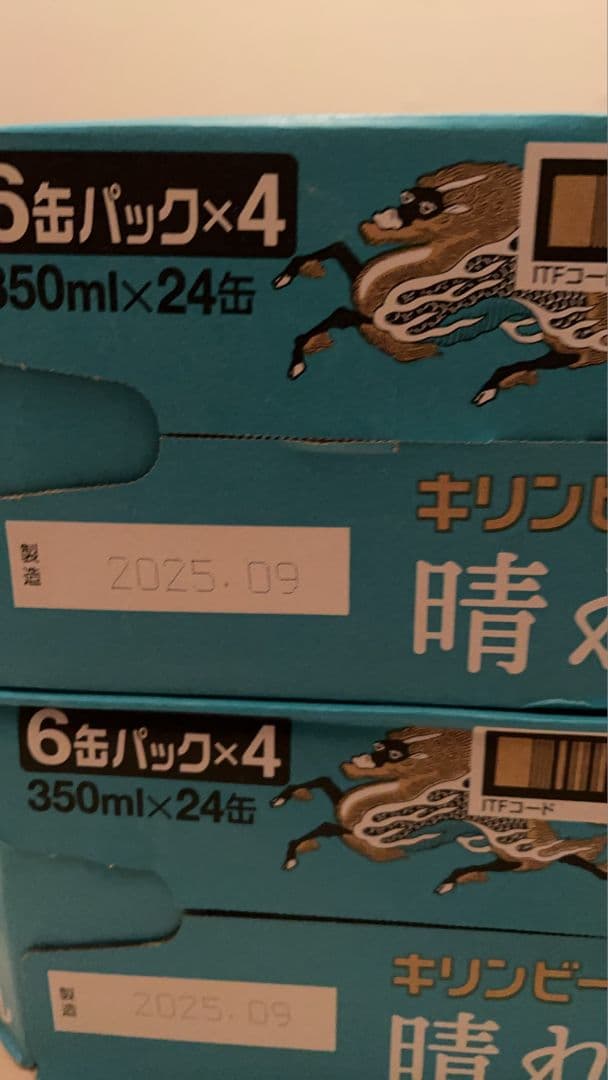 6缶パック×4
350ml×24缶
ITFコー
キリンビ
製造 2025.09
晴れ
6缶パック×4
350ml×24缶
ITFコード
キリンビー
製造 2025.09
晴れ